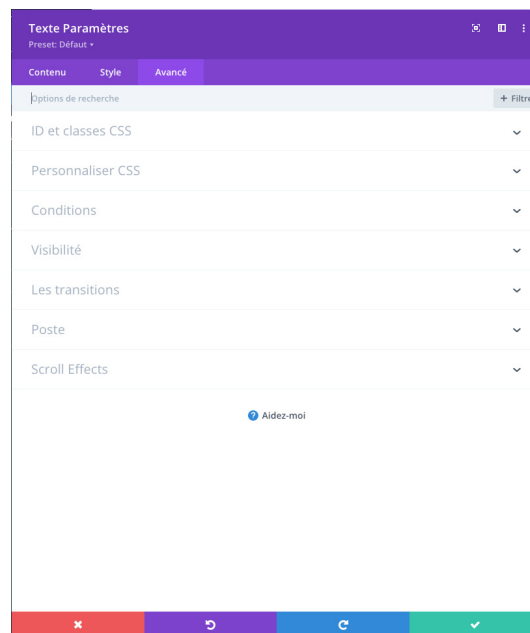 Texte Paramètres
Preset: Défaut
Contenu Style Avancé
Options de recherche + Filtre
ID et classes CSS
Personnaliser CSS
Conditions
Visibilité
Les transitions
Poste
Scroll Effects
Aidez-moi